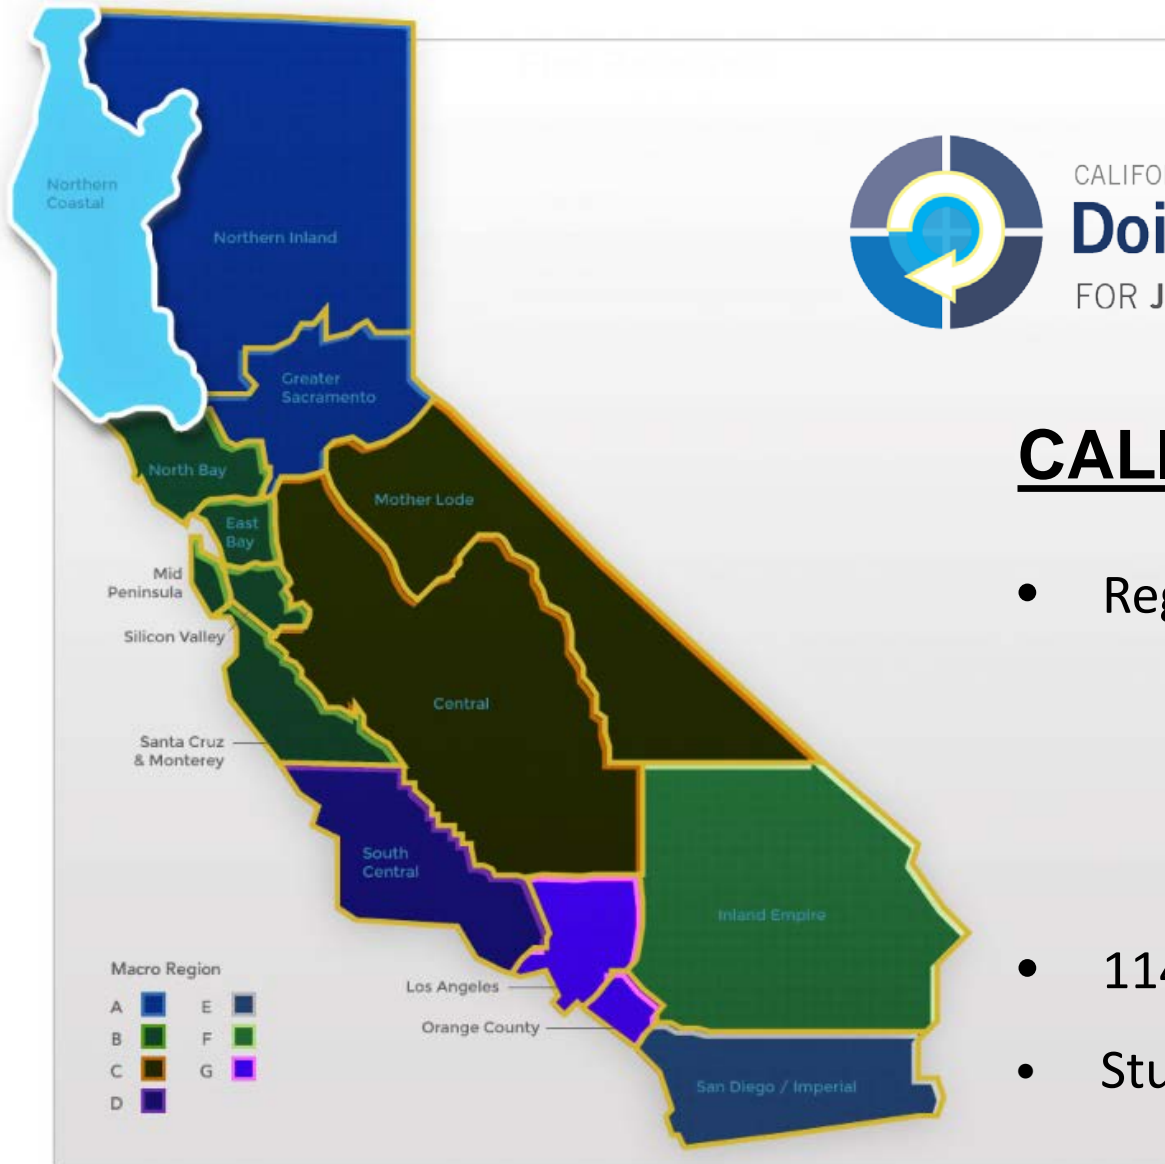 Northern
Coastal
Northern Inland
Greater
Sacramento
North Bay
East
Bay
Mother Lode
Mid
Peninsula
Silicon Valley
Central
Santa Cruz
& Monterey
South
Central
Inland Empire
Los Angeles
Orange County
San Diego / Imperial
Macro Region
A
E
B
F
C
G
D
CALIFO
Doi
FOR J
CALI
• Reg
• 114
• Stu